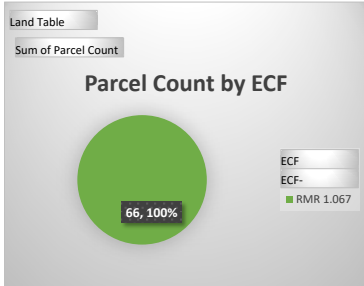 Land Table
Sum of Parcel Count
Parcel Count by ECF
66, 100%
ECF
ECF-
RMR 1.067